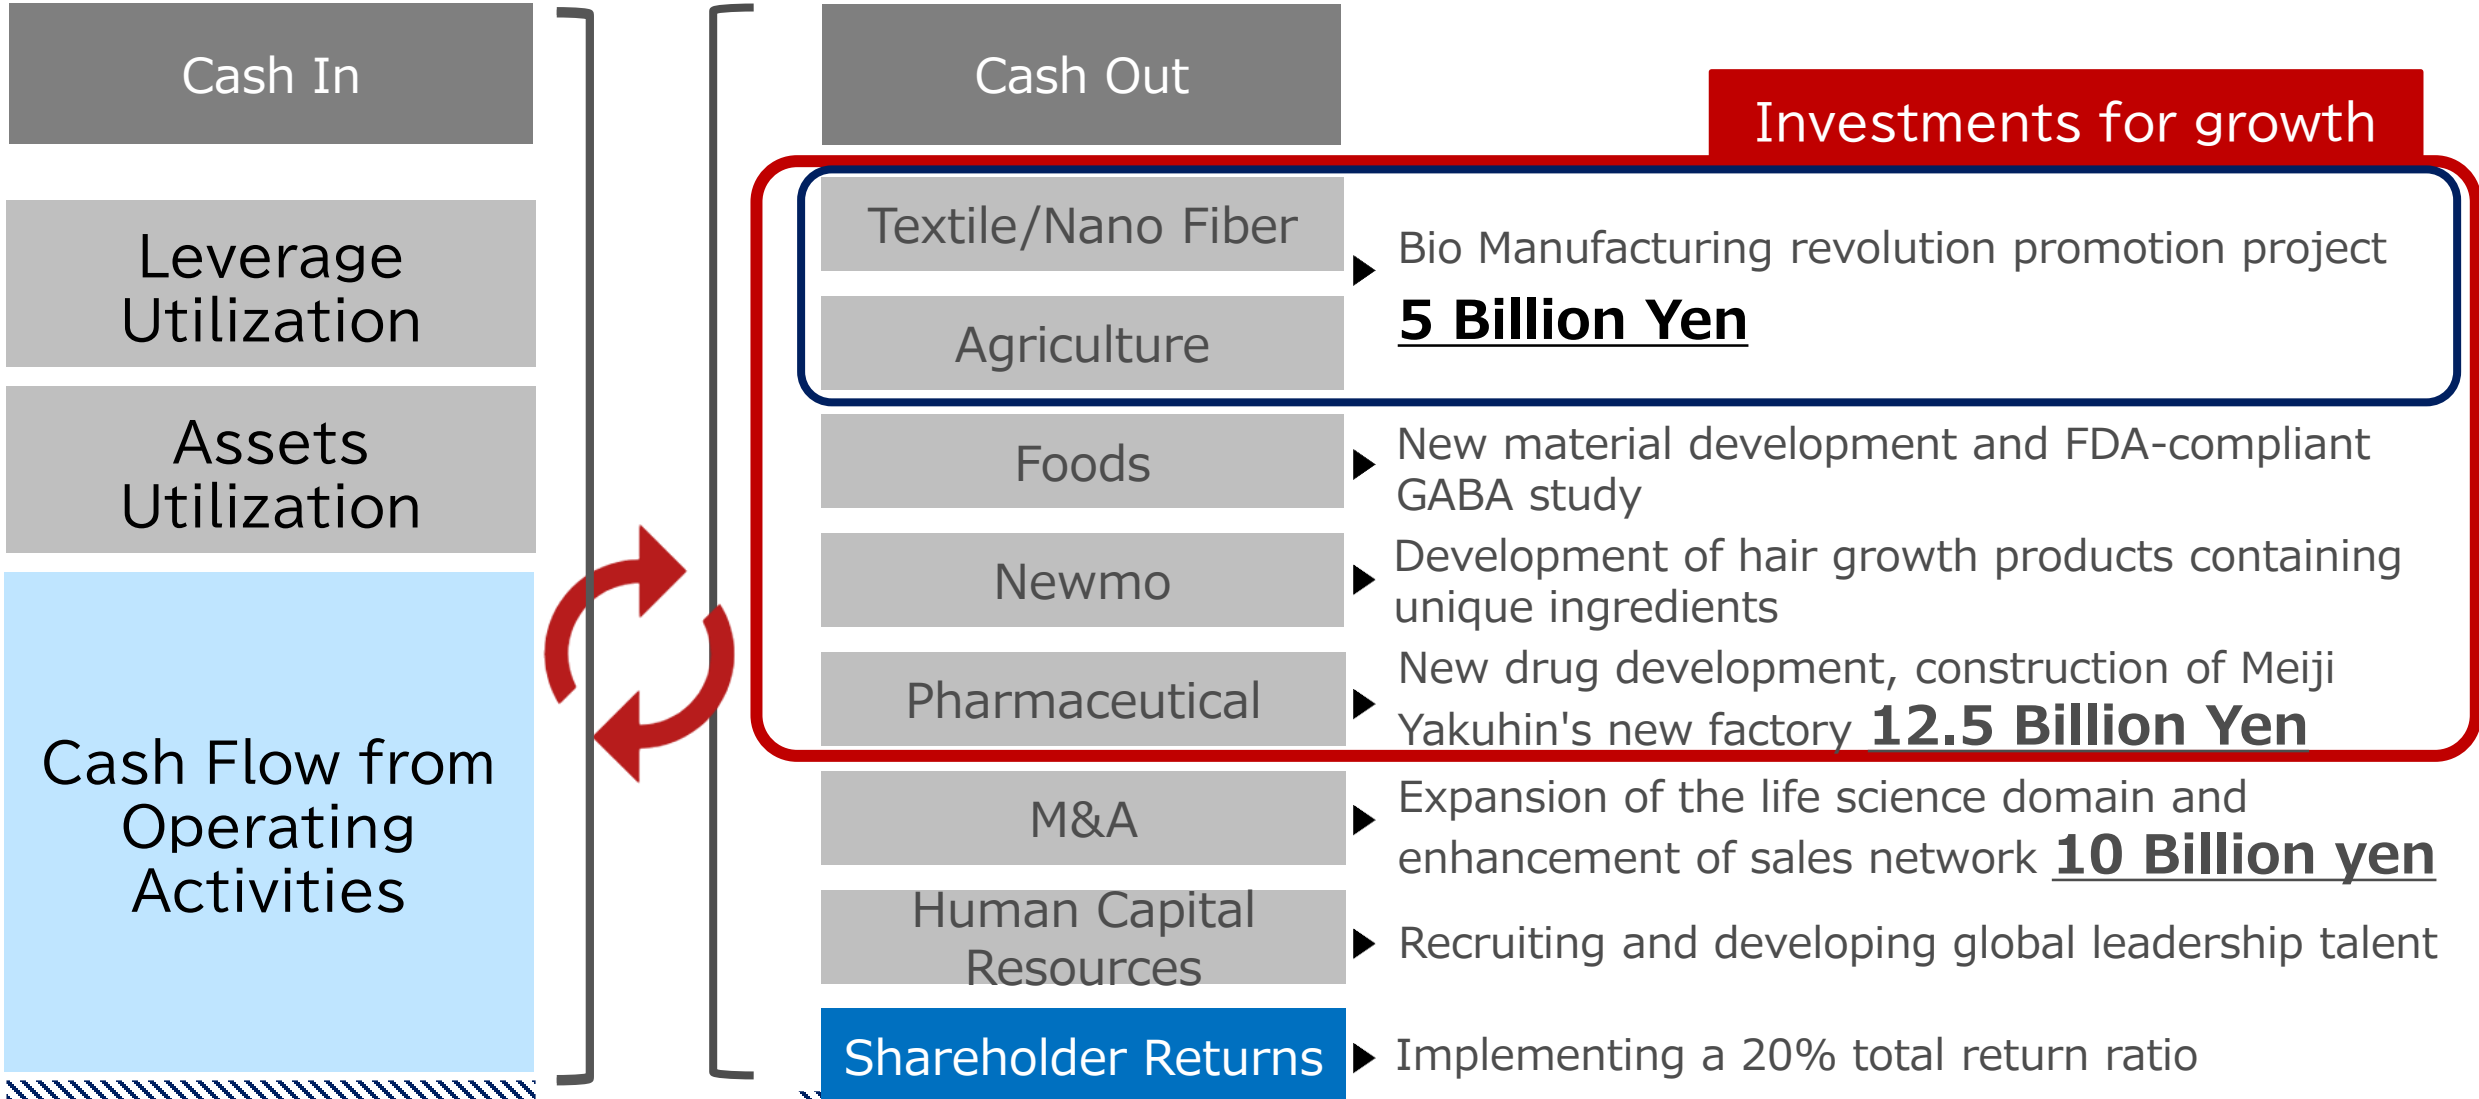 Cash In
Leverage
Utilization
Assets
Utilization
Cash Flow from
Operating
Activities
Cash Out
Investments for growth
Textile/Nano Fiber
Agriculture
Bio Manufacturing revolution promotion project
5 Billion Yen
Foods
New material development and FDA-compliant
GABA study
Newmo
Development of hair growth products containing
unique ingredients
Pharmaceutical
New drug development, construction of Meiji
Yakuhin's new factory 12.5 Billion Yen
M&A
Expansion of the life science domain and
enhancement of sales network 10 Billion yen
Human Capital
Resources
Recruiting and developing global leadership talent
Shareholder Returns
Implementing a 20% total return ratio